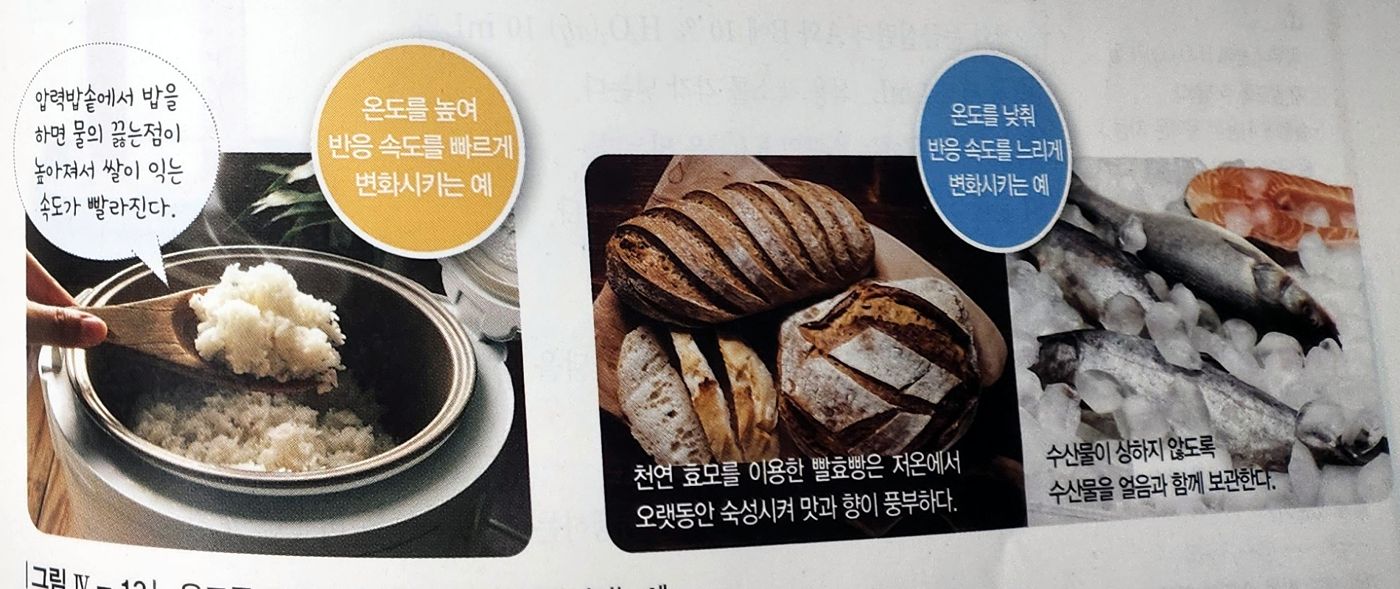 압력밥솥에서 밥을
하면 물의 끓는점이
높아져서 쌀이 익는
속도가 빨라진다.
온도를 높여
반응 속도를 빠르게
변화시키는 예
온도를 낮춰
반응 속도를 느리게
변화시키는 예
천연 효모를 이용한 빨효빵은 저온에서
오랫동안 숙성시켜 맛과 향이 풍부하다.
수산물이 상하지 않도록
수산물을 얼음과 함께 보관한다.
그림 Ⅳ-12